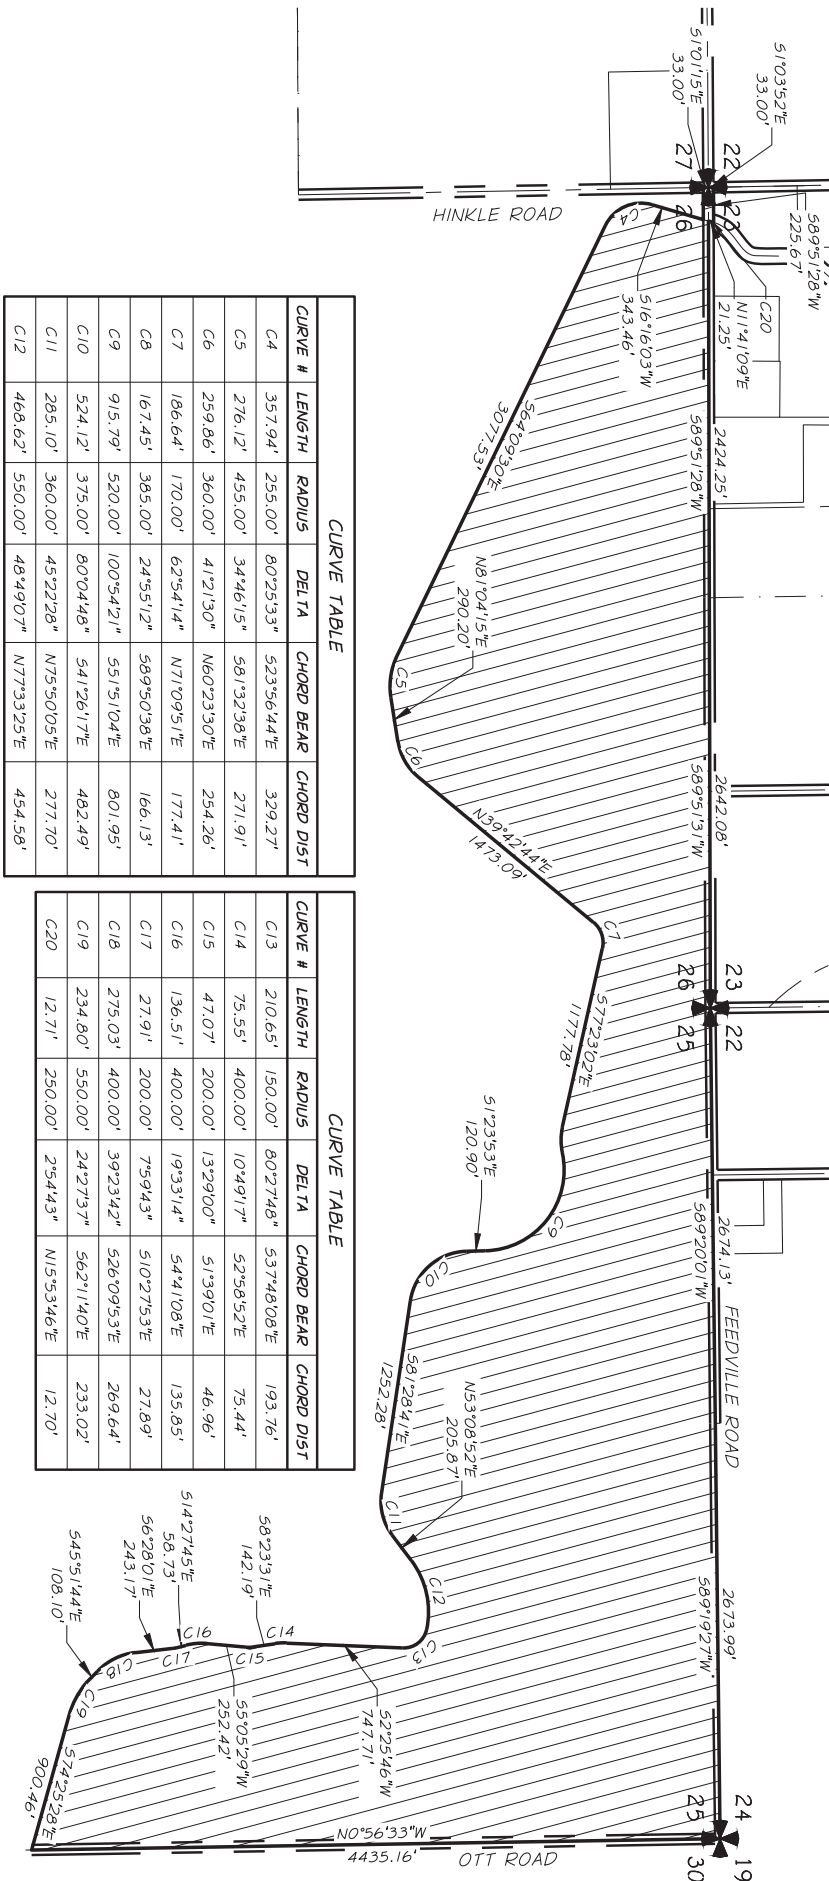 S1°03'52"E
33.00'
S1°01'15"E
33.00'
22
27
23
26
S89°51'28"W
225.67'
C20
N11°41'09"E
21.25'
HINKLE ROAD
C4
S16°16'03"W
343.46'
2424.25'
S89°51'28"W
S64°09'30"E
3077.53'
N81°04'15"E
290.20'
C5
C6
2642.08'
S89°51'31"W
N39°42'44"E
1473.09'
C7
23
22
26
25
S77°23'02"E
1177.78'
S1°23'53"E
120.90'
C9
C10
2674.13'
S89°20'01"W
FEEDVILLE ROAD
S81°28'41"E
1252.28'
N53°08'52"E
205.87'
C11
C12
C13
2673.99'
S89°19'27"W
S2°25'46"W
747.71'
C14
C15
S8°23'31"E
142.19'
S5°05'29"W
252.42'
C16
C17
S14°27'45"E
58.73'
S6°28'01"E
243.17'
C18
S45°51'44"E
108.10'
C19
S74°25'28"E
900.46'
N0°56'33"W
4435.16'
OTT ROAD
24
19
25
30
CURVE TABLE
CURVE # LENGTH RADIUS DELTA CHORD BEAR CHORD DIST
C4 357.94' 255.00' 80°25'33" S23°56'44"E 329.27'
C5 276.12' 455.00' 34°46'15" S81°32'38"E 271.91'
C6 259.86' 360.00' 41°21'30" N60°23'30"E 254.26'
C7 186.64' 170.00' 62°54'14" N71°09'51"E 177.41'
C8 167.45' 385.00' 24°55'12" S89°50'38"E 166.13'
C9 915.79' 520.00' 100°54'21" S51°51'04"E 801.95'
C10 524.12' 375.00' 80°04'48" S41°26'17"E 482.49'
C11 285.10' 360.00' 45°22'28" N75°50'05"E 277.70'
C12 468.62' 550.00' 48°49'07" N77°33'25"E 454.58'
CURVE TABLE
CURVE # LENGTH RADIUS DELTA CHORD BEAR CHORD DIST
C13 210.65' 150.00' 80°27'48" S37°48'08"E 193.76'
C14 75.55' 400.00' 10°49'17" S2°58'52"E 75.44'
C15 47.07' 200.00' 13°29'00" S1°39'01"E 46.96'
C16 136.51' 400.00' 19°33'14" S4°41'08"E 135.85'
C17 27.91' 200.00' 7°59'43" S10°27'53"E 27.89'
C18 275.03' 400.00' 39°23'42" S26°09'53"E 269.64'
C19 234.80' 550.00' 24°27'37" S62°11'40"E 233.02'
C20 12.71' 250.00' 2°54'43" N15°53'46"E 12.70'